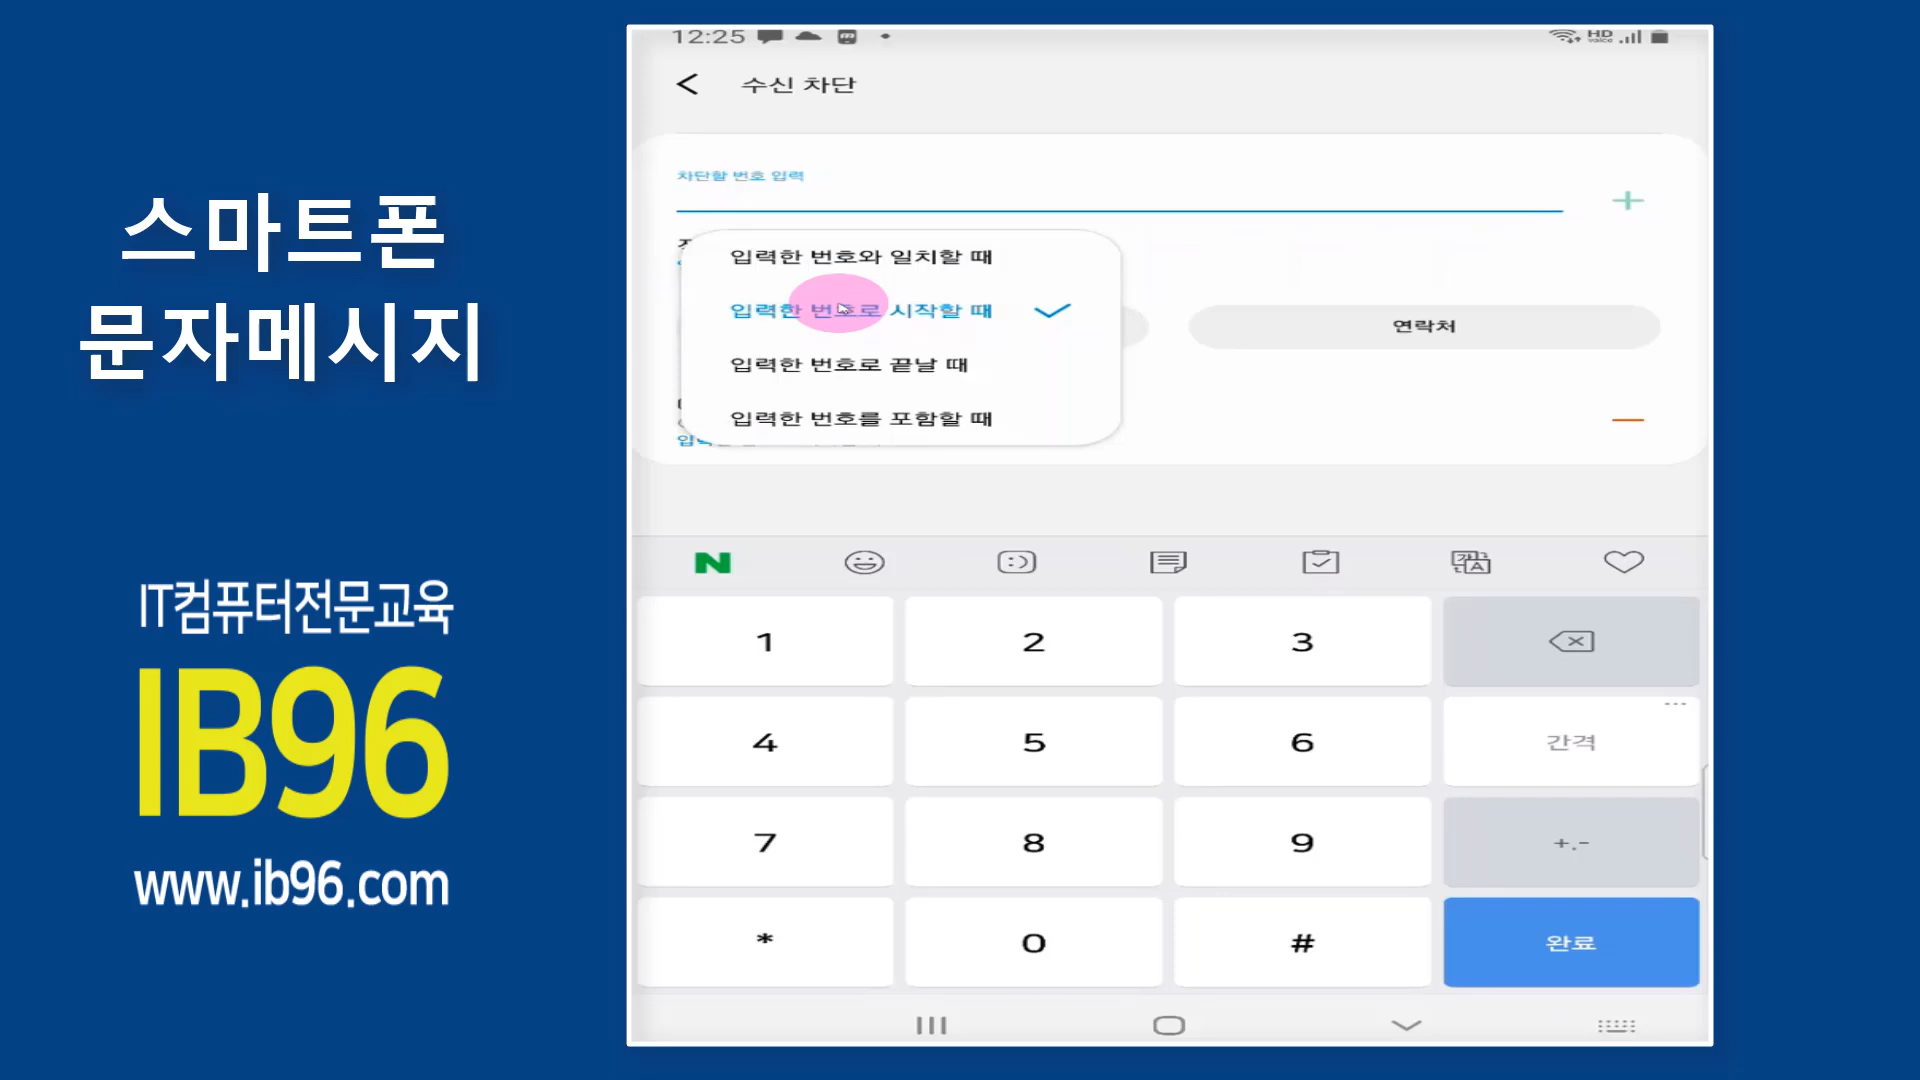 스마트폰
문자메시지
IT컴퓨터전문교육
IB96
www.ib96.com
12:25
HD
voice
수신 차단
차단할 번호 입력
입력한 번호와 일치할 때
입력한 번호로 시작할 때
입력한 번호로 끝날 때
입력한 번호를 포함할 때
연락처
1 2 3
4 5 6 간격
7 8 9 +.-
* 0 # 완료